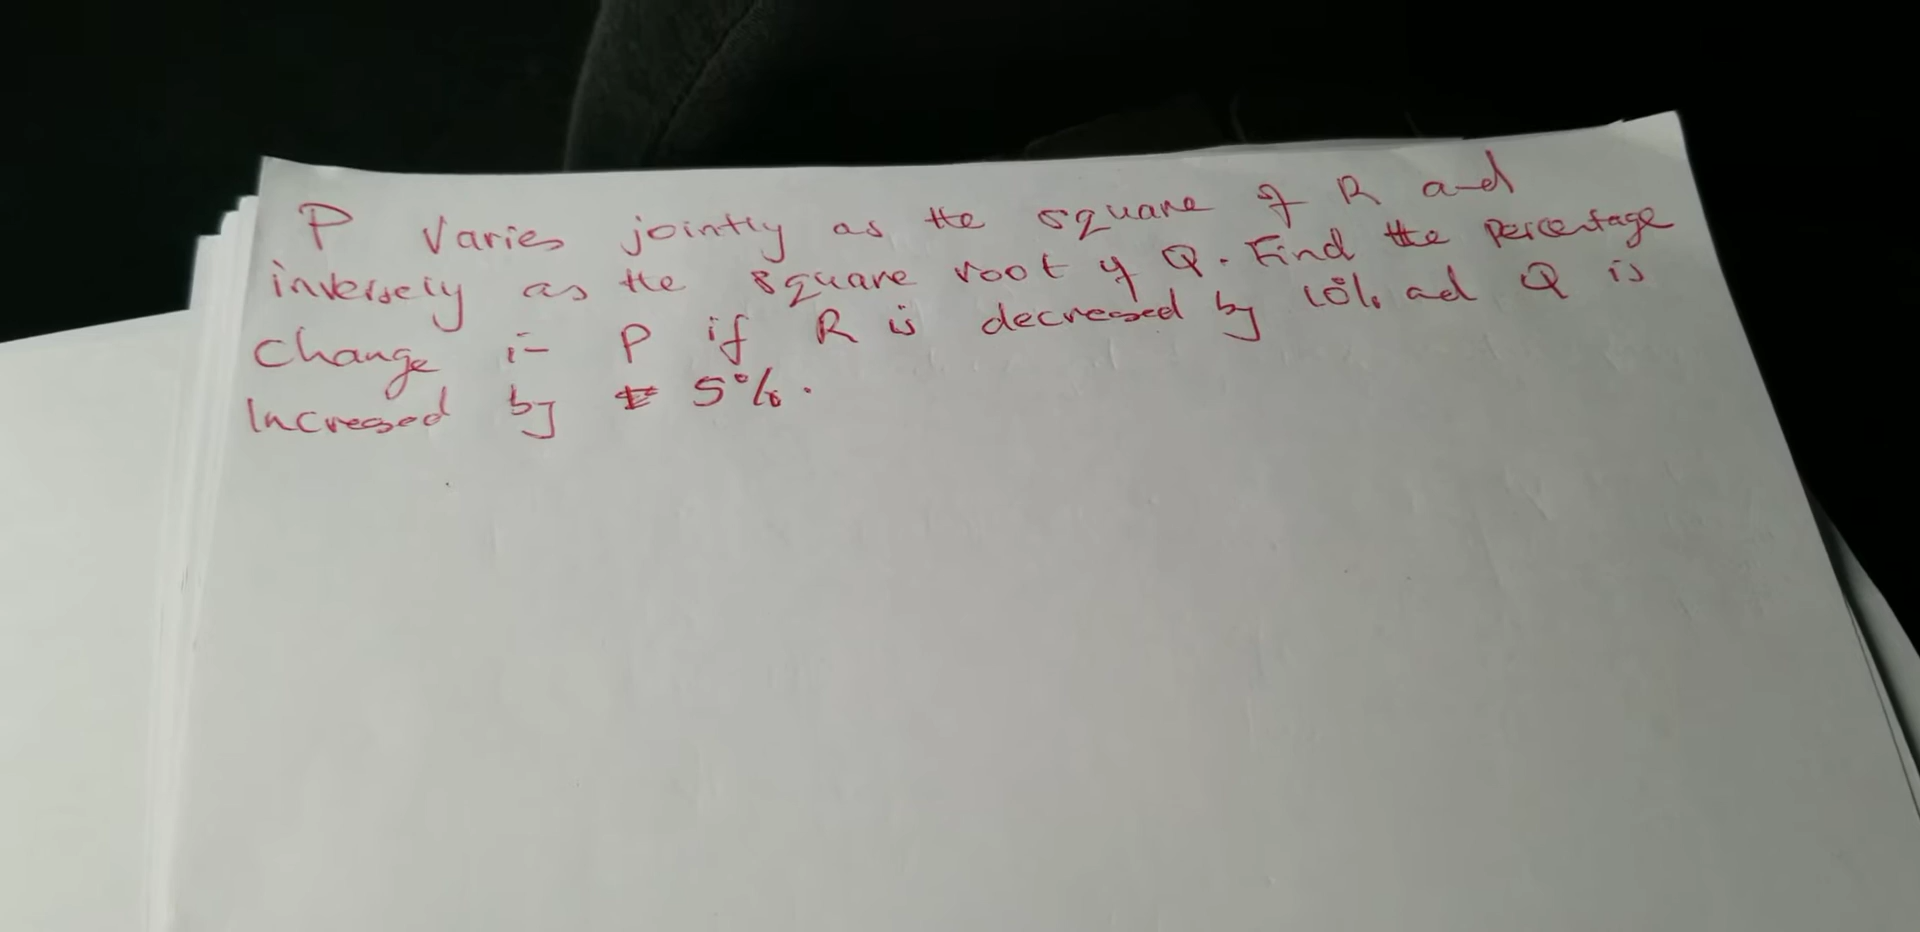 P varies jointly as the square of R and
inversely as the square root of Q. Find the percentage
change in P if R is decreased by 10% ad Q is
Increased by 5%.